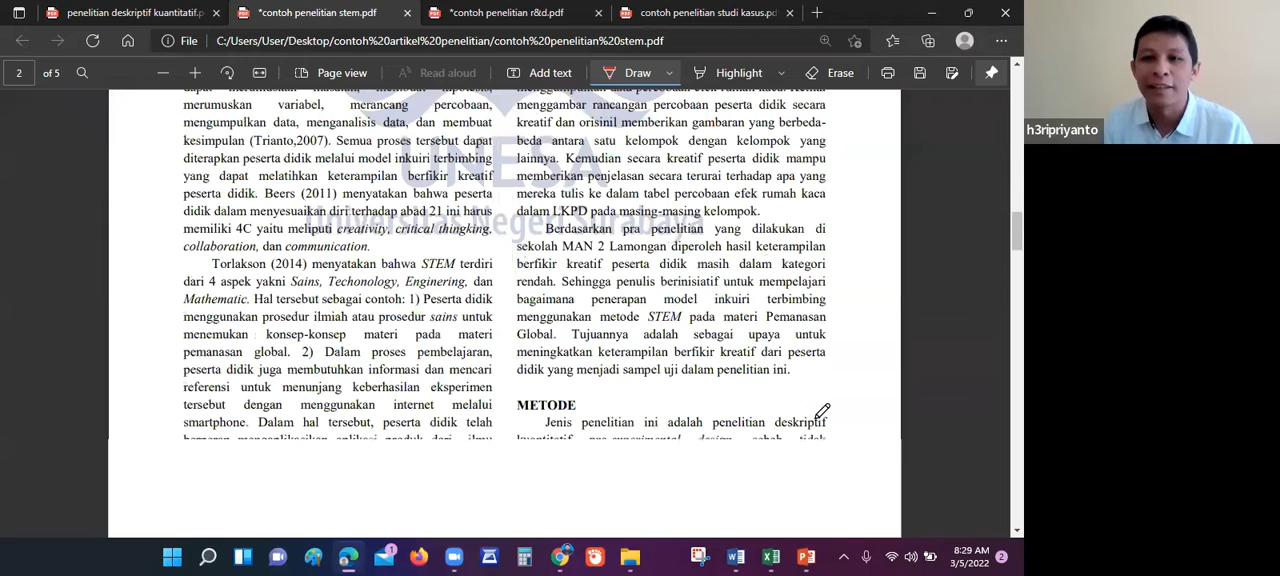 penelitian deskriptif kuantitatif.p
*contoh penelitian stem.pdf
*contoh penelitian r&d.pdf
contoh penelitian studi kasus.pd
File
C:/Users/User/Desktop/contoh%20artikel%20penelitian/contoh%20penelitian%20stem.pdf
2 of 5
Page view
Read aloud
Add text
Draw
Highlight
Erase
h3ripriyanto
merumuskan variabel, merancang percobaan,
mengumpulkan data, menganalisis data, dan membuat
kesimpulan (Trianto,2007). Semua proses tersebut dapat
diterapkan peserta didik melalui model inkuiri terbimbing
yang dapat melatihkan keterampilan berfikir kreatif
peserta didik. Beers (2011) menyatakan bahwa peserta
didik dalam menyesuaikan diri terhadap abad 21 ini harus
memiliki 4C yaitu meliputi creativity, critical thingking,
collaboration, dan communication.
Torlakson (2014) menyatakan bahwa STEM terdiri
dari 4 aspek yakni Sains, Techonology, Enginering, dan
Mathematic. Hal tersebut sebagai contoh: 1) Peserta didik
menggunakan prosedur ilmiah atau prosedur sains untuk
menemukan konsep-konsep materi pada materi
pemanasan global. 2) Dalam proses pembelajaran,
peserta didik juga membutuhkan informasi dan mencari
referensi untuk menunjang keberhasilan eksperimen
tersebut dengan menggunakan internet melalui
smartphone. Dalam hal tersebut, peserta didik telah
menggambar rancangan percobaan peserta didik secara
kreatif dan orisinil memberikan gambaran yang berbeda-
beda antara satu kelompok dengan kelompok yang
lainnya. Kemudian secara kreatif peserta didik mampu
memberikan penjelasan secara terurai terhadap apa yang
mereka tulis ke dalam tabel percobaan efek rumah kaca
dalam LKPD pada masing-masing kelompok.
Berdasarkan pra penelitian yang dilakukan di
sekolah MAN 2 Lamongan diperoleh hasil keterampilan
berfikir kreatif peserta didik masih dalam kategori
rendah. Sehingga penulis berinisiatif untuk mempelajari
bagaimana penerapan model inkuiri terbimbing
menggunakan metode STEM pada materi Pemanasan
Global. Tujuannya adalah sebagai upaya untuk
meningkatkan keterampilan berfikir kreatif dari peserta
didik yang menjadi sampel uji dalam penelitian ini.
METODE
Jenis penelitian ini adalah penelitian deskriptif
UNESA
Universitas Negeri Surabaya
1
8:29 AM
3/5/2022
2